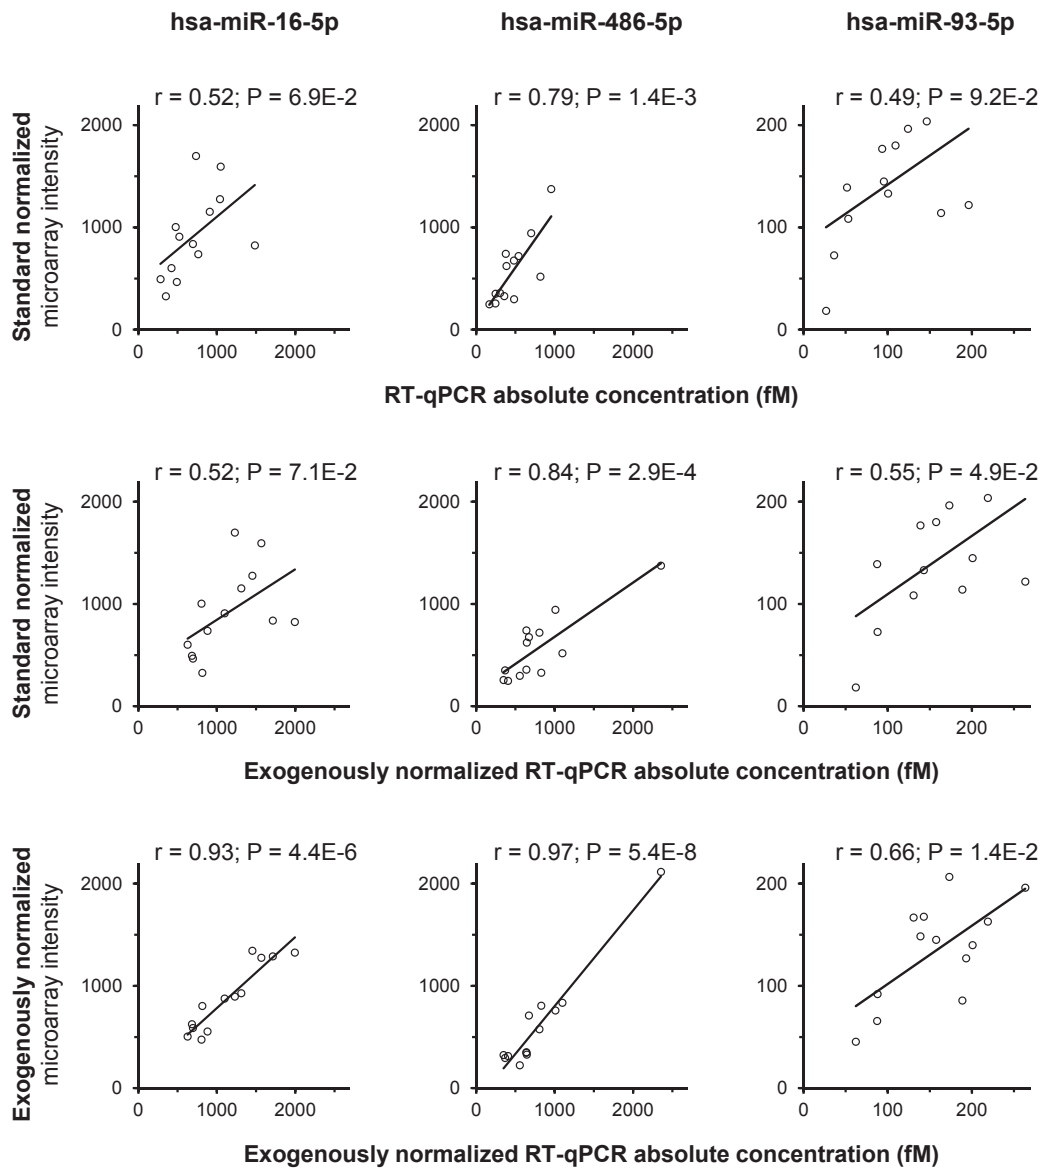 hsa-miR-16-5p hsa-miR-486-5p hsa-miR-93-5p
r = 0.52; P = 6.9E-2 r = 0.79; P = 1.4E-3 r = 0.49; P = 9.2E-2
Standard normalized
microarray intensity
2000 2000 200
1000 1000 100
0 0 0
0 1000 2000 0 1000 2000 0 100 200
RT-qPCR absolute concentration (fM)
r = 0.52; P = 7.1E-2 r = 0.84; P = 2.9E-4 r = 0.55; P = 4.9E-2
Standard normalized
microarray intensity
2000 2000 200
1000 1000 100
0 0 0
0 1000 2000 0 1000 2000 0 100 200
Exogenously normalized RT-qPCR absolute concentration (fM)
r = 0.93; P = 4.4E-6 r = 0.97; P = 5.4E-8 r = 0.66; P = 1.4E-2
Exogenously normalized
microarray intensity
2000 2000 200
1000 1000 100
0 0 0
0 1000 2000 0 1000 2000 0 100 200
Exogenously normalized RT-qPCR absolute concentration (fM)